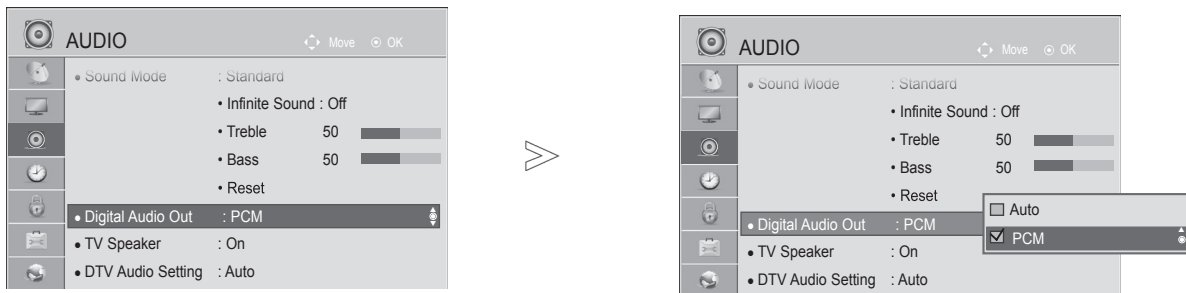 AUDIO
Move OK
• Sound Mode : Standard
• Infinite Sound : Off
• Treble 50
• Bass 50
• Reset
• Digital Audio Out : PCM
• TV Speaker : On
• DTV Audio Setting : Auto
AUDIO
Move OK
• Sound Mode : Standard
• Infinite Sound : Off
• Treble 50
• Bass 50
• Reset
• Digital Audio Out : PCM
• TV Speaker : On
• DTV Audio Setting : Auto
Auto
PCM